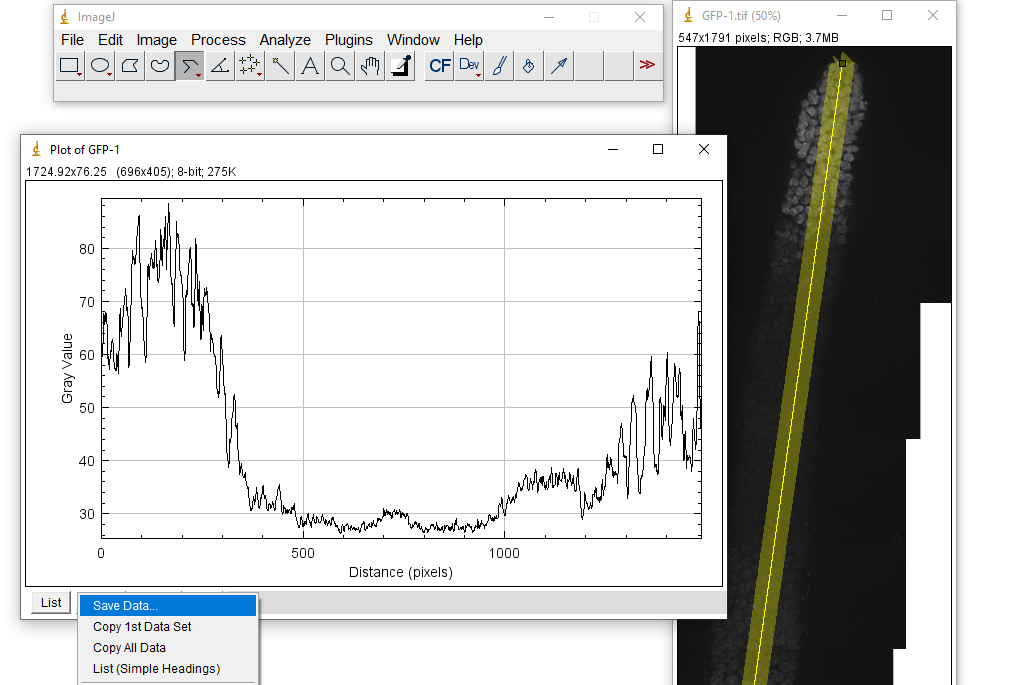 ImageJ
File Edit Image Process Analyze Plugins Window Help
A CF Dev >>
GFP-1.tif (50%)
547x1791 pixels; RGB; 3.7MB
Plot of GFP-1
1724.92x76.25 (696x405); 8-bit; 275K
80
70
60
50
40
30
Gray Value
0 500 1000
Distance (pixels)
List
Save Data...
Copy 1st Data Set
Copy All Data
List (Simple Headings)